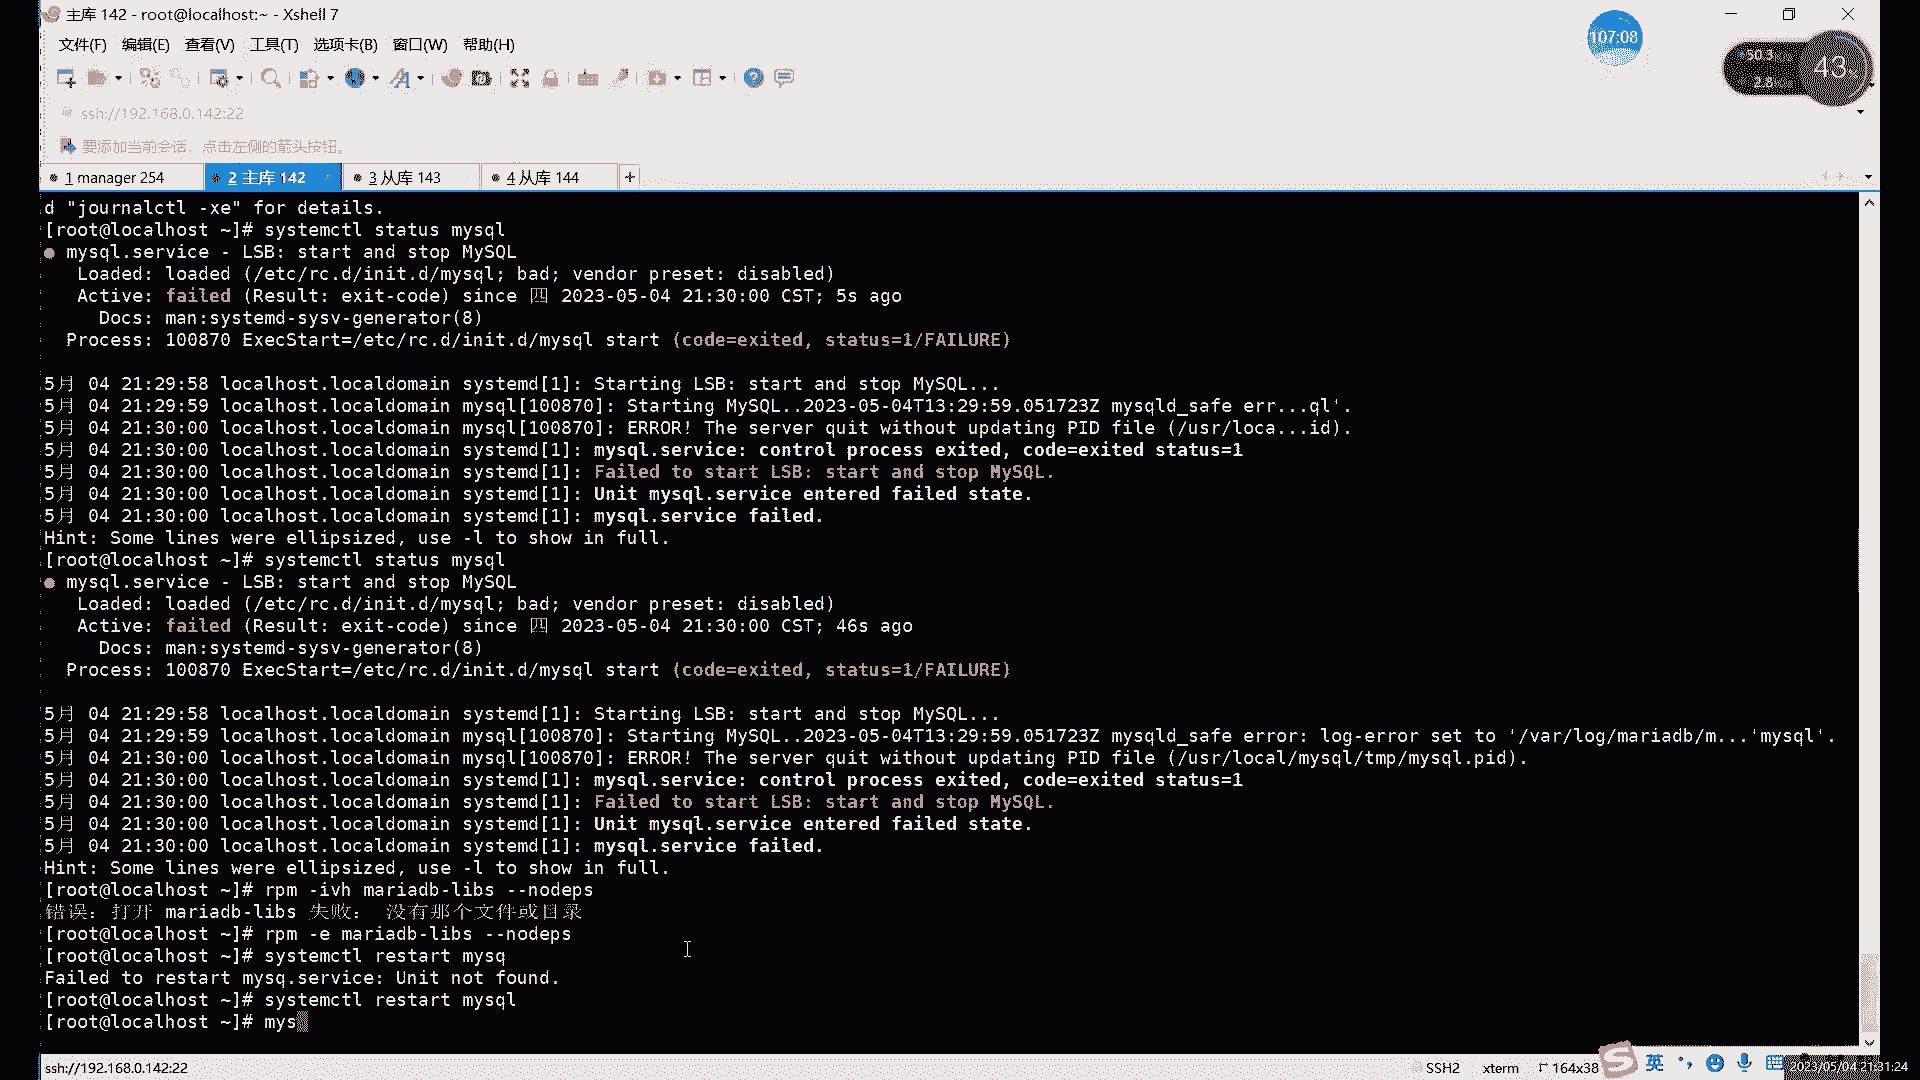 主库 142 - root@localhost:~ - Xshell 7
文件(F) 编辑(E) 查看(V) 工具(T) 选项卡(B) 窗口(W) 帮助(H)
107:08
50.3
2.8
43
ssh://192.168.0.142:22
要添加当前会话，点击左侧的箭头按钮。
1 manager 254
2 主库 142
3 从库 143
4 从库 144
d "journalctl -xe" for details.
[root@localhost ~]# systemctl status mysql
● mysql.service - LSB: start and stop MySQL
Loaded: loaded (/etc/rc.d/init.d/mysql; bad; vendor preset: disabled)
Active: failed (Result: exit-code) since 四 2023-05-04 21:30:00 CST; 5s ago
Docs: man:systemd-sysv-generator(8)
Process: 100870 ExecStart=/etc/rc.d/init.d/mysql start (code=exited, status=1/FAILURE)
5月 04 21:29:58 localhost.localdomain systemd[1]: Starting LSB: start and stop MySQL...
5月 04 21:29:59 localhost.localdomain mysql[100870]: Starting MySQL..2023-05-04T13:29:59.051723Z mysqld_safe err...ql'.
5月 04 21:30:00 localhost.localdomain mysql[100870]: ERROR! The server quit without updating PID file (/usr/loca...id).
5月 04 21:30:00 localhost.localdomain systemd[1]: mysql.service: control process exited, code=exited status=1
5月 04 21:30:00 localhost.localdomain systemd[1]: Failed to start LSB: start and stop MySQL.
5月 04 21:30:00 localhost.localdomain systemd[1]: Unit mysql.service entered failed state.
5月 04 21:30:00 localhost.localdomain systemd[1]: mysql.service failed.
Hint: Some lines were ellipsized, use -l to show in full.
[root@localhost ~]# systemctl status mysql
● mysql.service - LSB: start and stop MySQL
Loaded: loaded (/etc/rc.d/init.d/mysql; bad; vendor preset: disabled)
Active: failed (Result: exit-code) since 四 2023-05-04 21:30:00 CST; 46s ago
Docs: man:systemd-sysv-generator(8)
Process: 100870 ExecStart=/etc/rc.d/init.d/mysql start (code=exited, status=1/FAILURE)
5月 04 21:29:58 localhost.localdomain systemd[1]: Starting LSB: start and stop MySQL...
5月 04 21:29:59 localhost.localdomain mysql[100870]: Starting MySQL..2023-05-04T13:29:59.051723Z mysqld_safe error: log-error set to '/var/log/mariadb/m...'mysql'.
5月 04 21:30:00 localhost.localdomain mysql[100870]: ERROR! The server quit without updating PID file (/usr/local/mysql/tmp/mysql.pid).
5月 04 21:30:00 localhost.localdomain systemd[1]: mysql.service: control process exited, code=exited status=1
5月 04 21:30:00 localhost.localdomain systemd[1]: Failed to start LSB: start and stop MySQL.
5月 04 21:30:00 localhost.localdomain systemd[1]: Unit mysql.service entered failed state.
5月 04 21:30:00 localhost.localdomain systemd[1]: mysql.service failed.
Hint: Some lines were ellipsized, use -l to show in full.
[root@localhost ~]# rpm -ivh mariadb-libs --nodeps
错误：打开 mariadb-libs 失败： 没有那个文件或目录
[root@localhost ~]# rpm -e mariadb-libs --nodeps
[root@localhost ~]# systemctl restart mysq
Failed to restart mysq.service: Unit not found.
[root@localhost ~]# systemctl restart mysql
[root@localhost ~]# mys
ssh://192.168.0.142:22
SSH2 xterm 164x38
英
2023/05/04 21:31:24